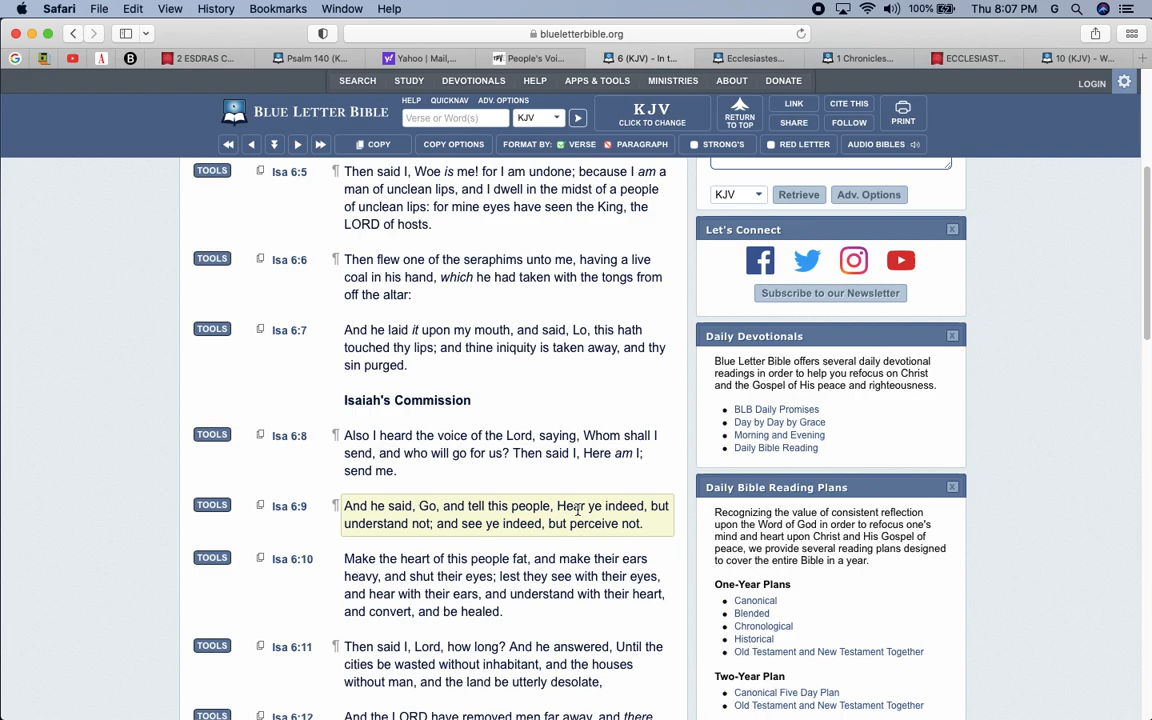 Safari File Edit View History Bookmarks Window Help 100% Thu 8:07 PM G
blueletterbible.org
2 ESDRAS C... Psalm 140 (K... Yahoo | Mail,... People's Voi... 6 (KJV) - In t... Ecclesiastes... 1 Chronicles... ECCLESIAST... 10 (KJV) - W...
SEARCH STUDY DEVOTIONALS HELP APPS & TOOLS MINISTRIES ABOUT DONATE LOGIN
BLUE LETTER BIBLE
HELP QUICKNAV ADV. OPTIONS
Verse or Word(s) KJV
KJV
CLICK TO CHANGE
RETURN
TO TOP
LINK CITE THIS
SHARE FOLLOW
PRINT
COPY COPY OPTIONS FORMAT BY: VERSE PARAGRAPH STRONG'S RED LETTER AUDIO BIBLES
TOOLS Isa 6:5 ¶ Then said I, Woe is me! for I am undone; because I am a
man of unclean lips, and I dwell in the midst of a people
of unclean lips: for mine eyes have seen the King, the
LORD of hosts.
TOOLS Isa 6:6 ¶ Then flew one of the seraphims unto me, having a live
coal in his hand, which he had taken with the tongs from
off the altar:
TOOLS Isa 6:7 ¶ And he laid it upon my mouth, and said, Lo, this hath
touched thy lips; and thine iniquity is taken away, and thy
sin purged.
Isaiah's Commission
TOOLS Isa 6:8 ¶ Also I heard the voice of the Lord, saying, Whom shall I
send, and who will go for us? Then said I, Here am I;
send me.
TOOLS Isa 6:9 ¶ And he said, Go, and tell this people, Hear ye indeed, but
understand not; and see ye indeed, but perceive not.
TOOLS Isa 6:10 ¶ Make the heart of this people fat, and make their ears
heavy, and shut their eyes; lest they see with their eyes,
and hear with their ears, and understand with their heart,
and convert, and be healed.
TOOLS Isa 6:11 ¶ Then said I, Lord, how long? And he answered, Until the
cities be wasted without inhabitant, and the houses
without man, and the land be utterly desolate,
TOOLS Isa 6:12 ¶ And the LORD have removed men far away, and there
KJV Retrieve Adv. Options
Let's Connect
Subscribe to our Newsletter
Daily Devotionals
Blue Letter Bible offers several daily devotional
readings in order to help you refocus on Christ
and the Gospel of His peace and righteousness.
BLB Daily Promises
Day by Day by Grace
Morning and Evening
Daily Bible Reading
Daily Bible Reading Plans
Recognizing the value of consistent reflection
upon the Word of God in order to refocus one's
mind and heart upon Christ and His Gospel of
peace, we provide several reading plans designed
to cover the entire Bible in a year.
One-Year Plans
Canonical
Blended
Chronological
Historical
Old Testament and New Testament Together
Two-Year Plan
Canonical Five Day Plan
Old Testament and New Testament Together